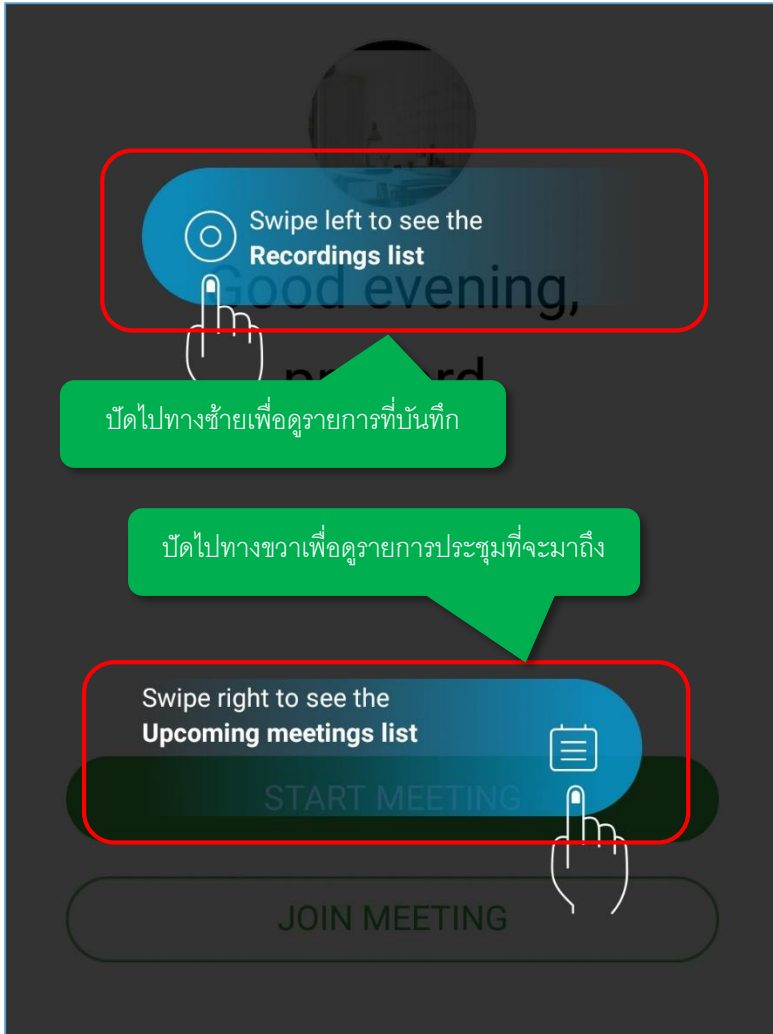 Swipe left to see the
Recordings list
Good evening,
ปัดไปทางซ้ายเพื่อดูรายการที่บันทึก
ปัดไปทางขวาเพื่อดูรายการประชุมที่จะมาถึง
Swipe right to see the
Upcoming meetings list
START MEETING
JOIN MEETING